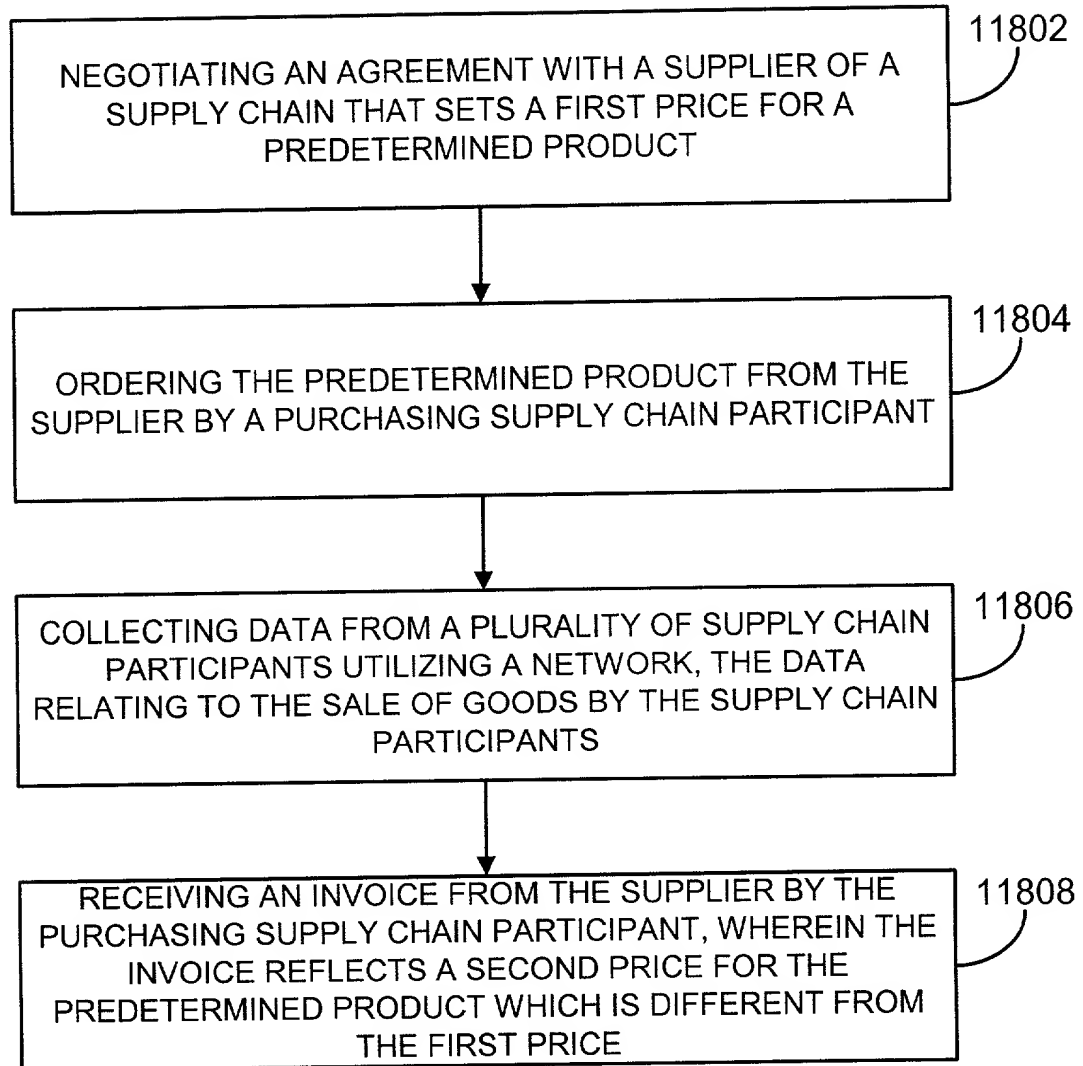 11802
NEGOTIATING AN AGREEMENT WITH A SUPPLIER OF A
SUPPLY CHAIN THAT SETS A FIRST PRICE FOR A
PREDETERMINED PRODUCT
11804
ORDERING THE PREDETERMINED PRODUCT FROM THE
SUPPLIER BY A PURCHASING SUPPLY CHAIN PARTICIPANT
11806
COLLECTING DATA FROM A PLURALITY OF SUPPLY CHAIN
PARTICIPANTS UTILIZING A NETWORK, THE DATA
RELATING TO THE SALE OF GOODS BY THE SUPPLY CHAIN
PARTICIPANTS
11808
RECEIVING AN INVOICE FROM THE SUPPLIER BY THE
PURCHASING SUPPLY CHAIN PARTICIPANT, WHEREIN THE
INVOICE REFLECTS A SECOND PRICE FOR THE
PREDETERMINED PRODUCT WHICH IS DIFFERENT FROM
THE FIRST PRICE